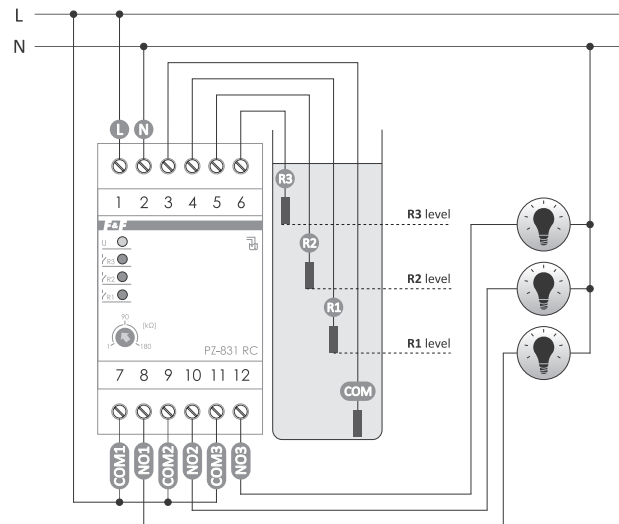 L
N
L N
1 2 3 4 5 6
F&F
U
R3
R2
R1
90
[kΩ]
1 180
PZ-831 RC
7 8 9 10 11 12
COM1 NO1 COM2 NO2 COM3 NO3
R3
R3 level
R2
R2 level
R1
R1 level
COM